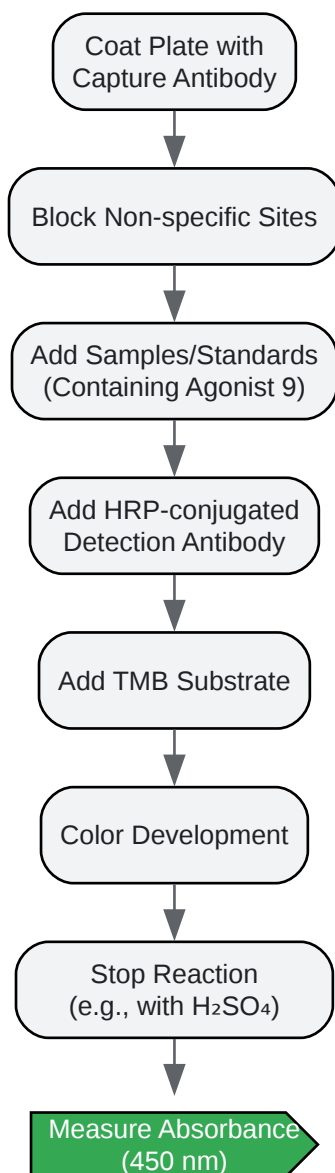 Coat Plate with
Capture Antibody
Block Non-specific Sites
Add Samples/Standards
(Containing Agonist 9)
Add HRP-conjugated
Detection Antibody
Add TMB Substrate
Color Development
Stop Reaction
(e.g., with H₂SO₄)
Measure Absorbance
(450 nm)